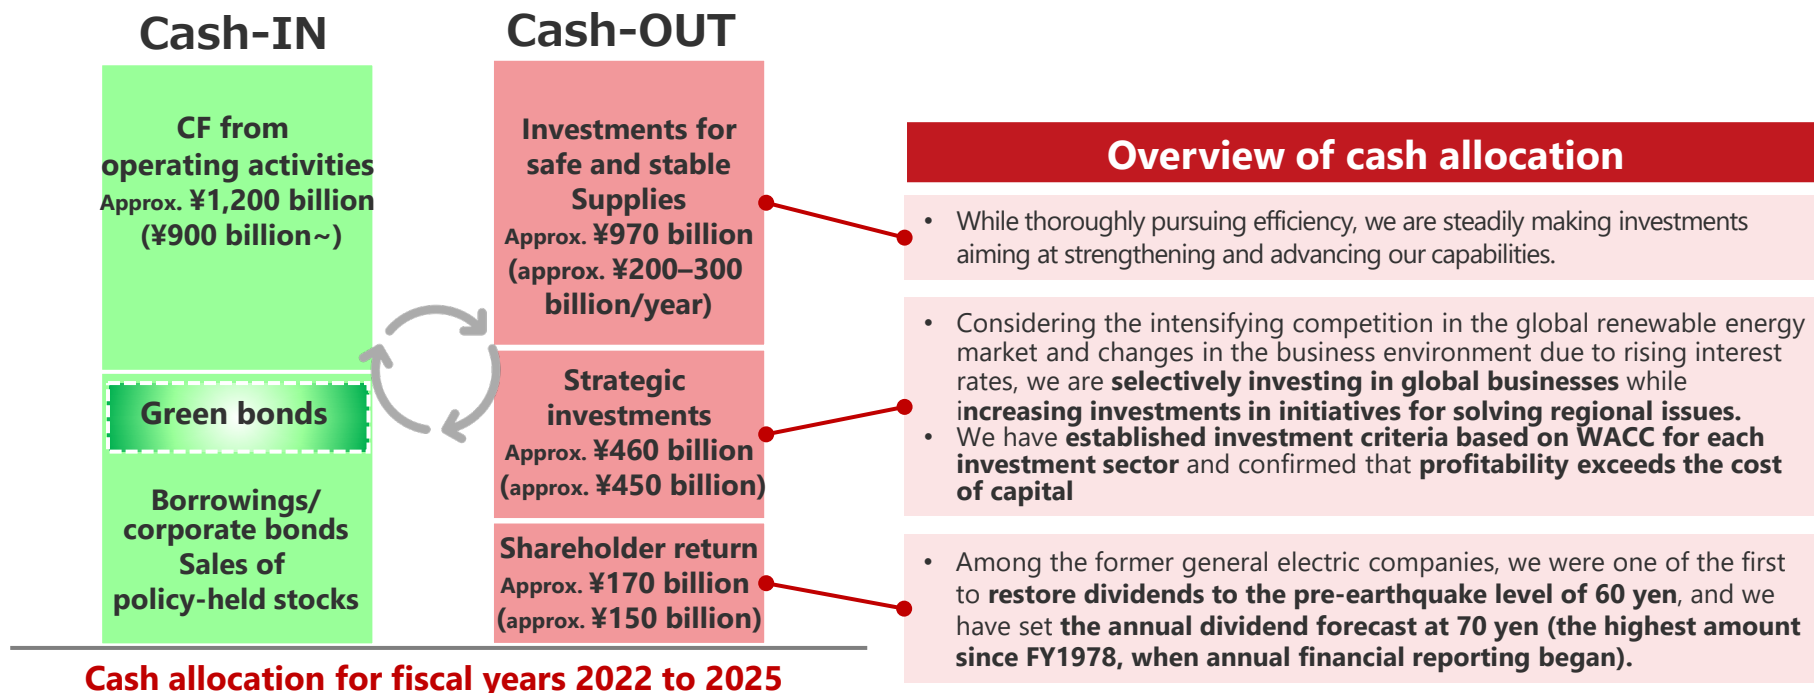 Cash-IN
CF from
operating activities
Approx. ¥1,200 billion
(¥900 billion~)
Green bonds
Borrowings/
corporate bonds
Sales of
policy-held stocks
Cash-OUT
Investments for
safe and stable
Supplies
Approx. ¥970 billion
(approx. ¥200–300
billion/year)
Strategic
investments
Approx. ¥460 billion
(approx. ¥450 billion)
Shareholder return
Approx. ¥170 billion
(approx. ¥150 billion)
Cash allocation for fiscal years 2022 to 2025
Overview of cash allocation
• While thoroughly pursuing efficiency, we are steadily making investments
aiming at strengthening and advancing our capabilities.
• Considering the intensifying competition in the global renewable energy
market and changes in the business environment due to rising interest
rates, we are selectively investing in global businesses while
increasing investments in initiatives for solving regional issues.
• We have established investment criteria based on WACC for each
investment sector and confirmed that profitability exceeds the cost
of capital
• Among the former general electric companies, we were one of the first
to restore dividends to the pre-earthquake level of 60 yen, and we
have set the annual dividend forecast at 70 yen (the highest amount
since FY1978, when annual financial reporting began).